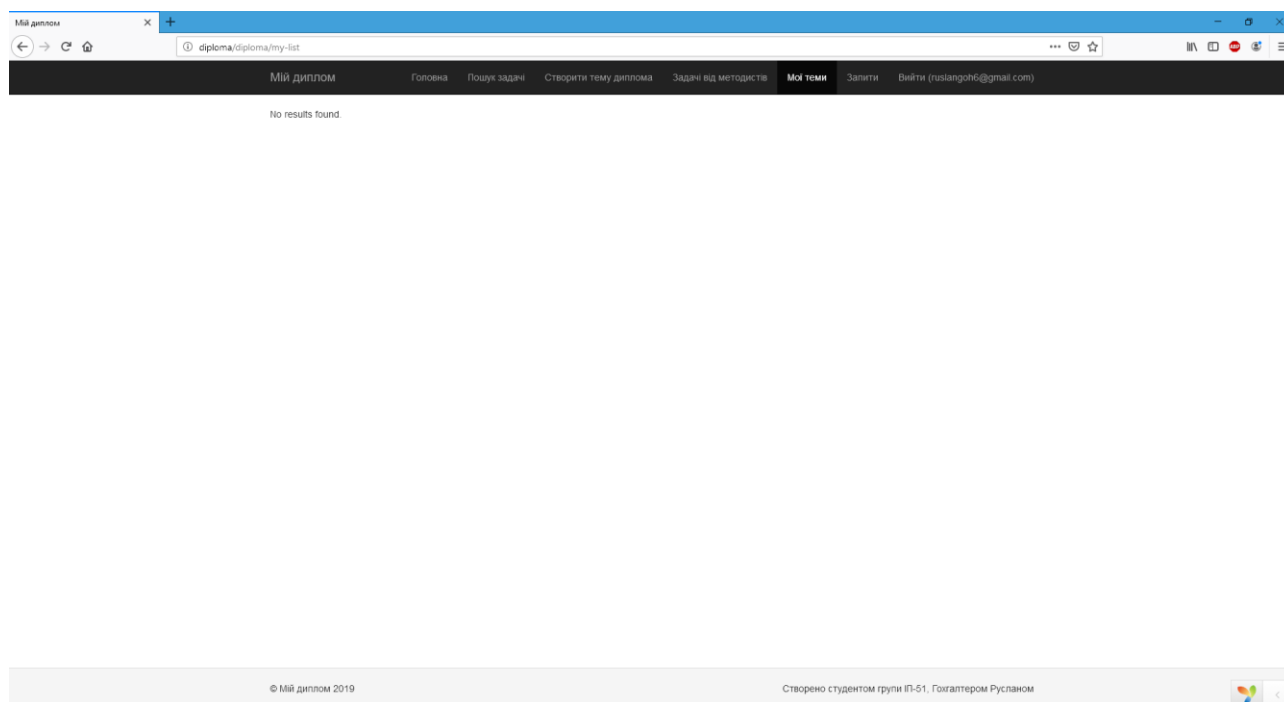 Мій диплом
diploma/diploma/my-list
Мій диплом Головна Пошук задачі Створити тему диплома Задачі від методистів Мої теми Запити Вийти (ruslangoh6@gmail.com)
No results found.
© Мій диплом 2019 Створено студентом групи ІП-51, Гохгалтером Русланом